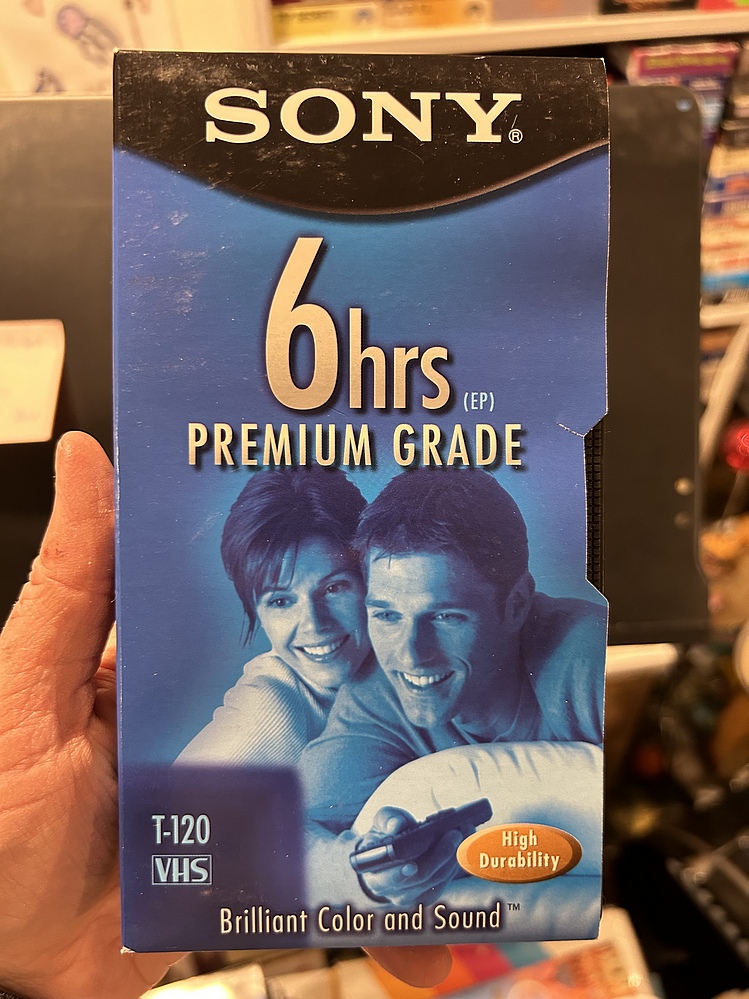 SONY®
6hrs (EP)
PREMIUM GRADE
T-120
VHS
High
Durability
Brilliant Color and Sound™